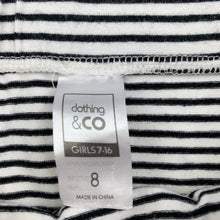 clothing
&CO
GIRLS 7-16
8
MADE IN CHINA